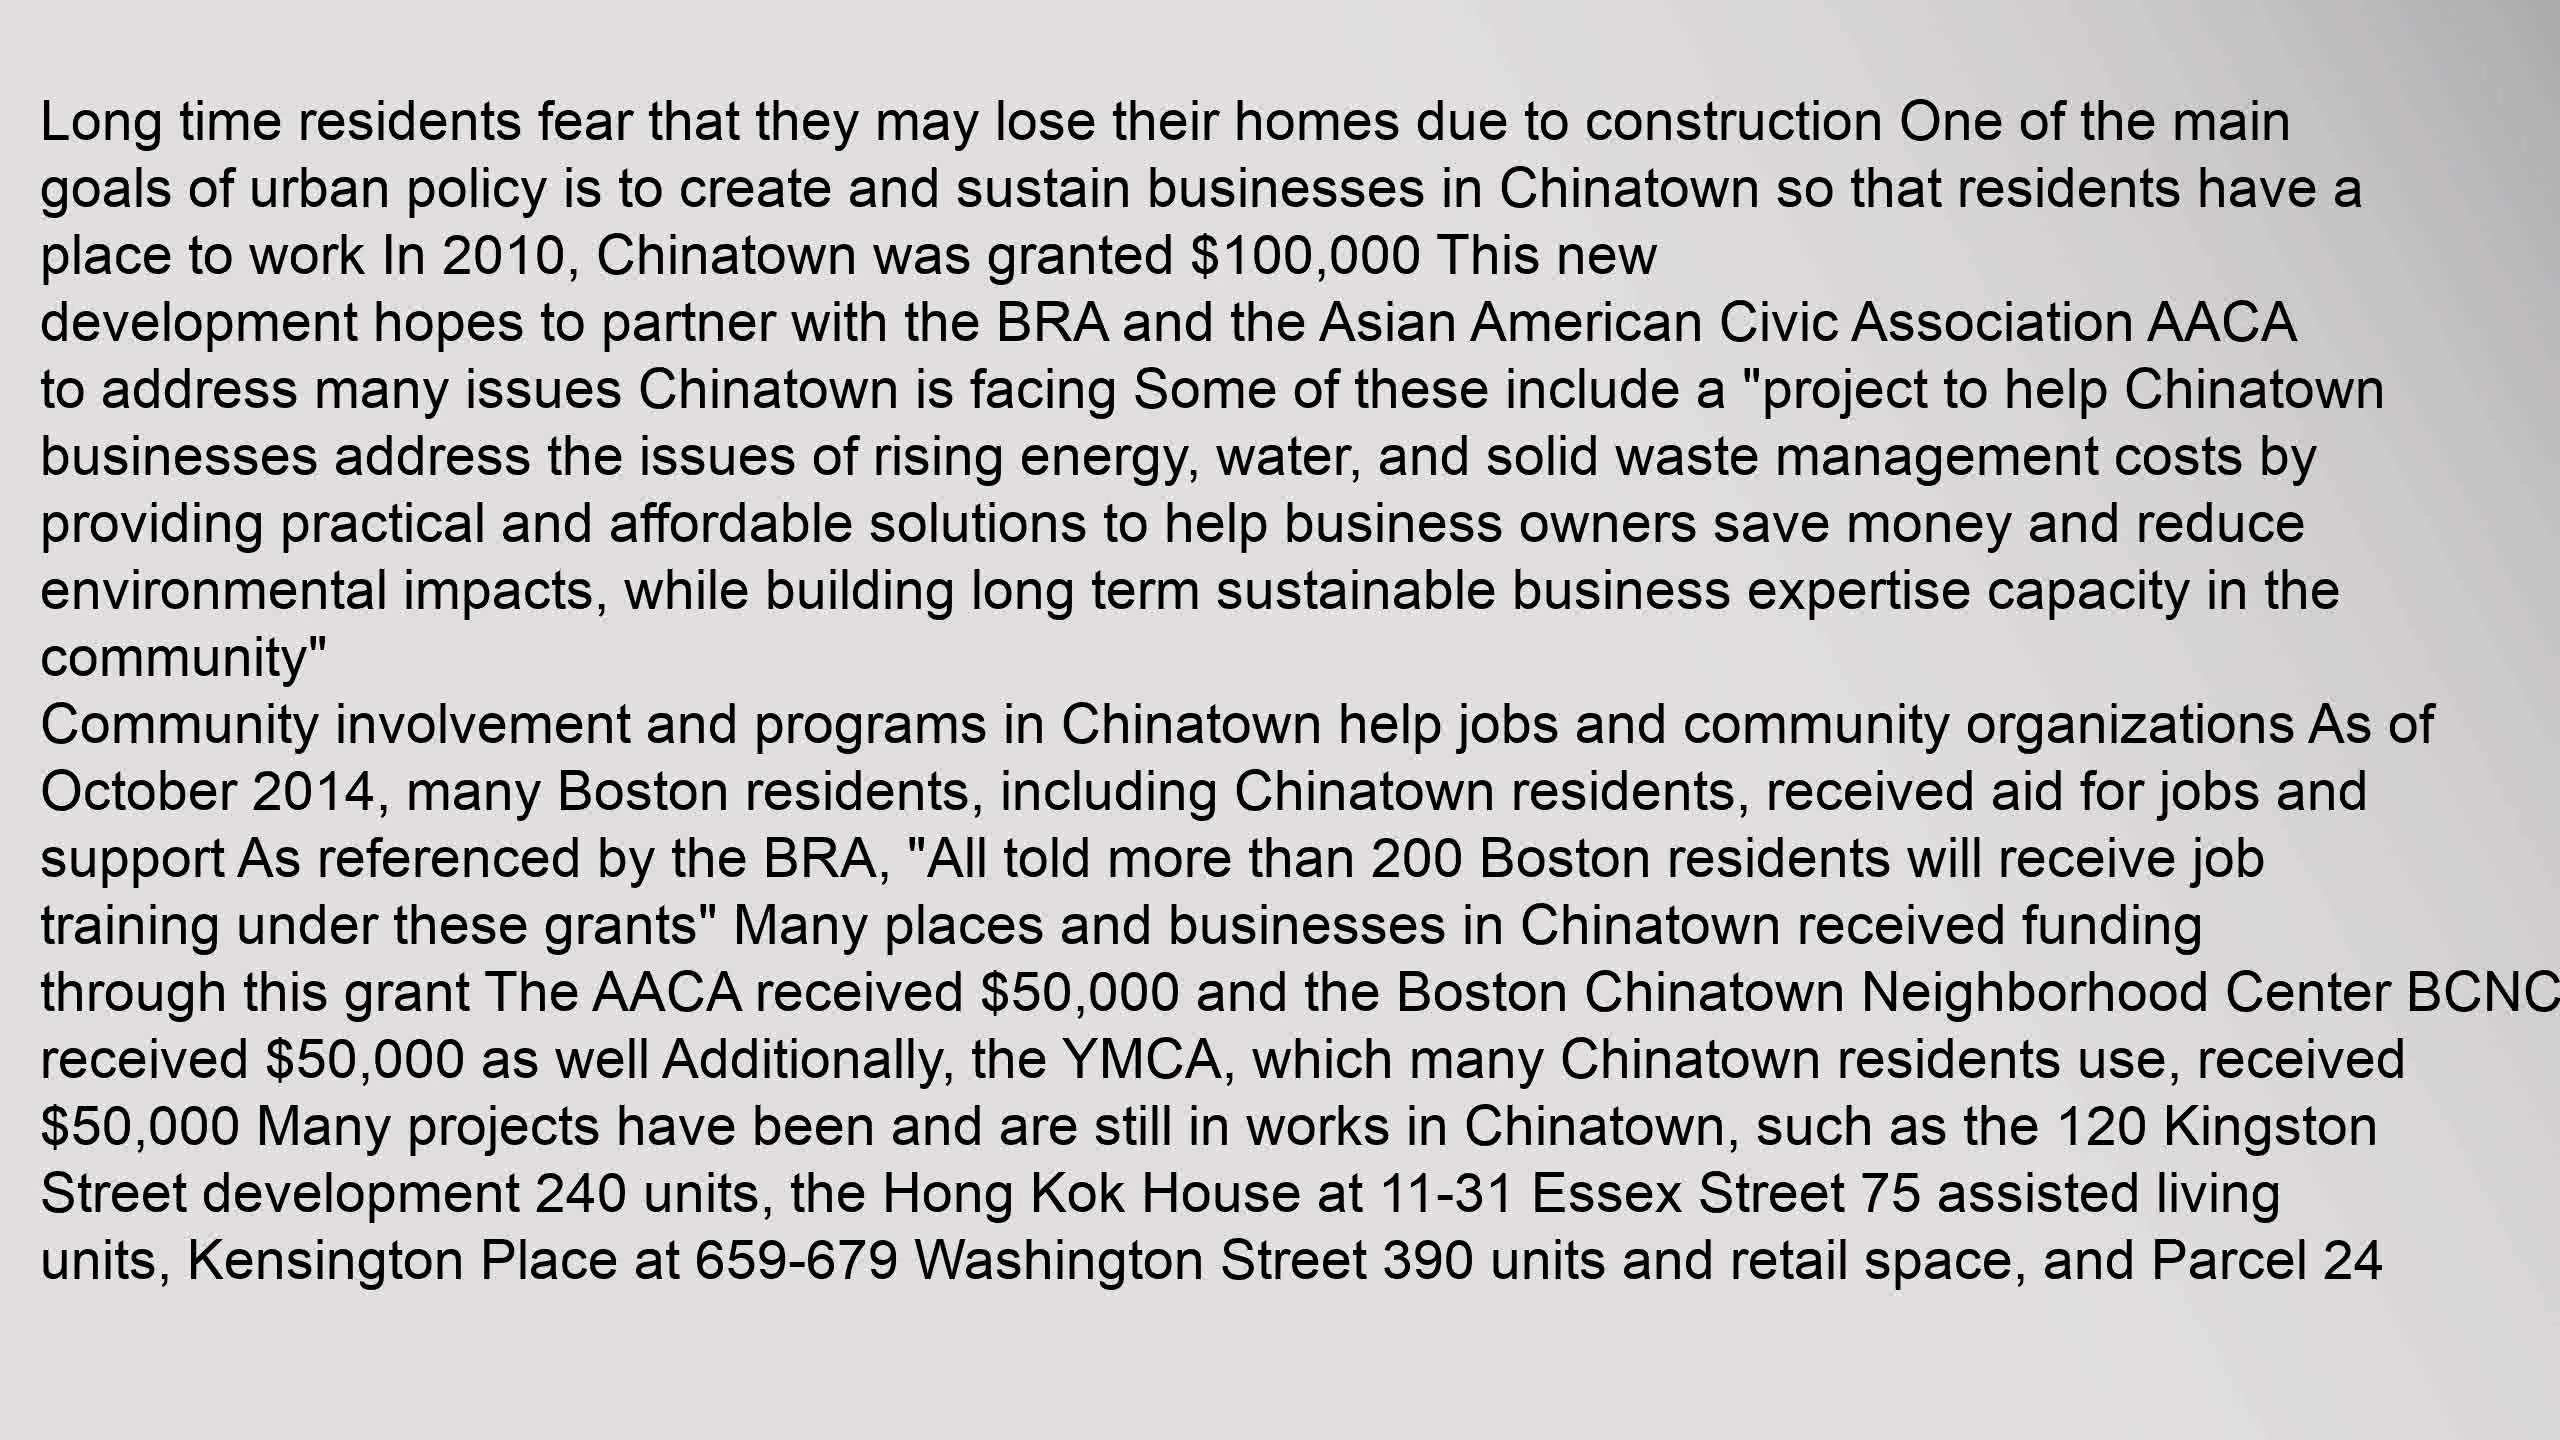 Long time residents fear that they may lose their homes due to construction One of the main
goals of urban policy is to create and sustain businesses in Chinatown so that residents have a
place to work In 2010, Chinatown was granted $100,000 This new
development hopes to partner with the BRA and the Asian American Civic Association AACA
to address many issues Chinatown is facing Some of these include a "project to help Chinatown
businesses address the issues of rising energy, water, and solid waste management costs by
providing practical and affordable solutions to help business owners save money and reduce
environmental impacts, while building long term sustainable business expertise capacity in the
community"
Community involvement and programs in Chinatown help jobs and community organizations As of
October 2014, many Boston residents, including Chinatown residents, received aid for jobs and
support As referenced by the BRA, "All told more than 200 Boston residents will receive job
training under these grants" Many places and businesses in Chinatown received funding
through this grant The AACA received $50,000 and the Boston Chinatown Neighborhood Center BCNC
received $50,000 as well Additionally, the YMCA, which many Chinatown residents use, received
$50,000 Many projects have been and are still in works in Chinatown, such as the 120 Kingston
Street development 240 units, the Hong Kok House at 11-31 Essex Street 75 assisted living
units, Kensington Place at 659-679 Washington Street 390 units and retail space, and Parcel 24